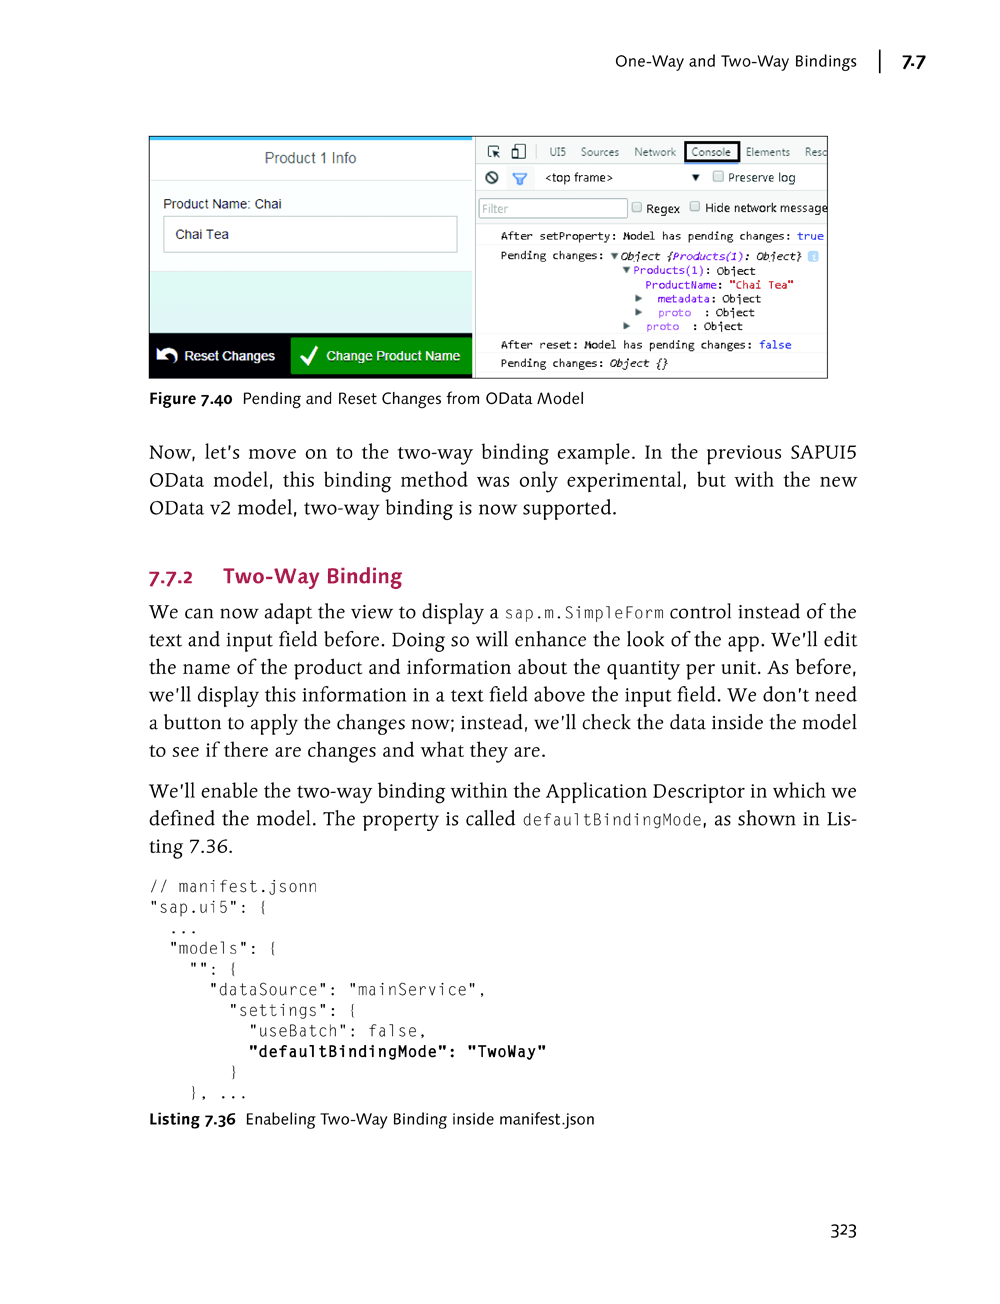 One-Way and Two-Way Bindings | 7.7
Product 1 Info
Product Name: Chai
Chai Tea
Reset Changes
Change Product Name
UI5 Sources Network Console Elements Resc
<top frame> ▼ Preserve log
Filter Regex Hide network message
After setProperty: Model has pending changes: true
Pending changes: ▼Object {Products(1): Object} i
▼Products(1): Object
ProductName: "Chai Tea"
▶ metadata: Object
▶ proto : Object
▶ proto : Object
After reset: Model has pending changes: false
Pending changes: Object {}
Figure 7.40 Pending and Reset Changes from OData Model
Now, let's move on to the two-way binding example. In the previous SAPUI5
OData model, this binding method was only experimental, but with the new
OData v2 model, two-way binding is now supported.
7.7.2 Two-Way Binding
We can now adapt the view to display a sap.m.SimpleForm control instead of the
text and input field before. Doing so will enhance the look of the app. We'll edit
the name of the product and information about the quantity per unit. As before,
we'll display this information in a text field above the input field. We don't need
a button to apply the changes now; instead, we'll check the data inside the model
to see if there are changes and what they are.
We'll enable the two-way binding within the Application Descriptor in which we
defined the model. The property is called defaultBindingMode, as shown in Lis-
ting 7.36.
// manifest.jsonn
"sap.ui5": {
...
"models": {
"": {
"dataSource": "mainService",
"settings": {
"useBatch": false,
"defaultBindingMode": "TwoWay"
}
}, ...
Listing 7.36 Enabeling Two-Way Binding inside manifest.json
323